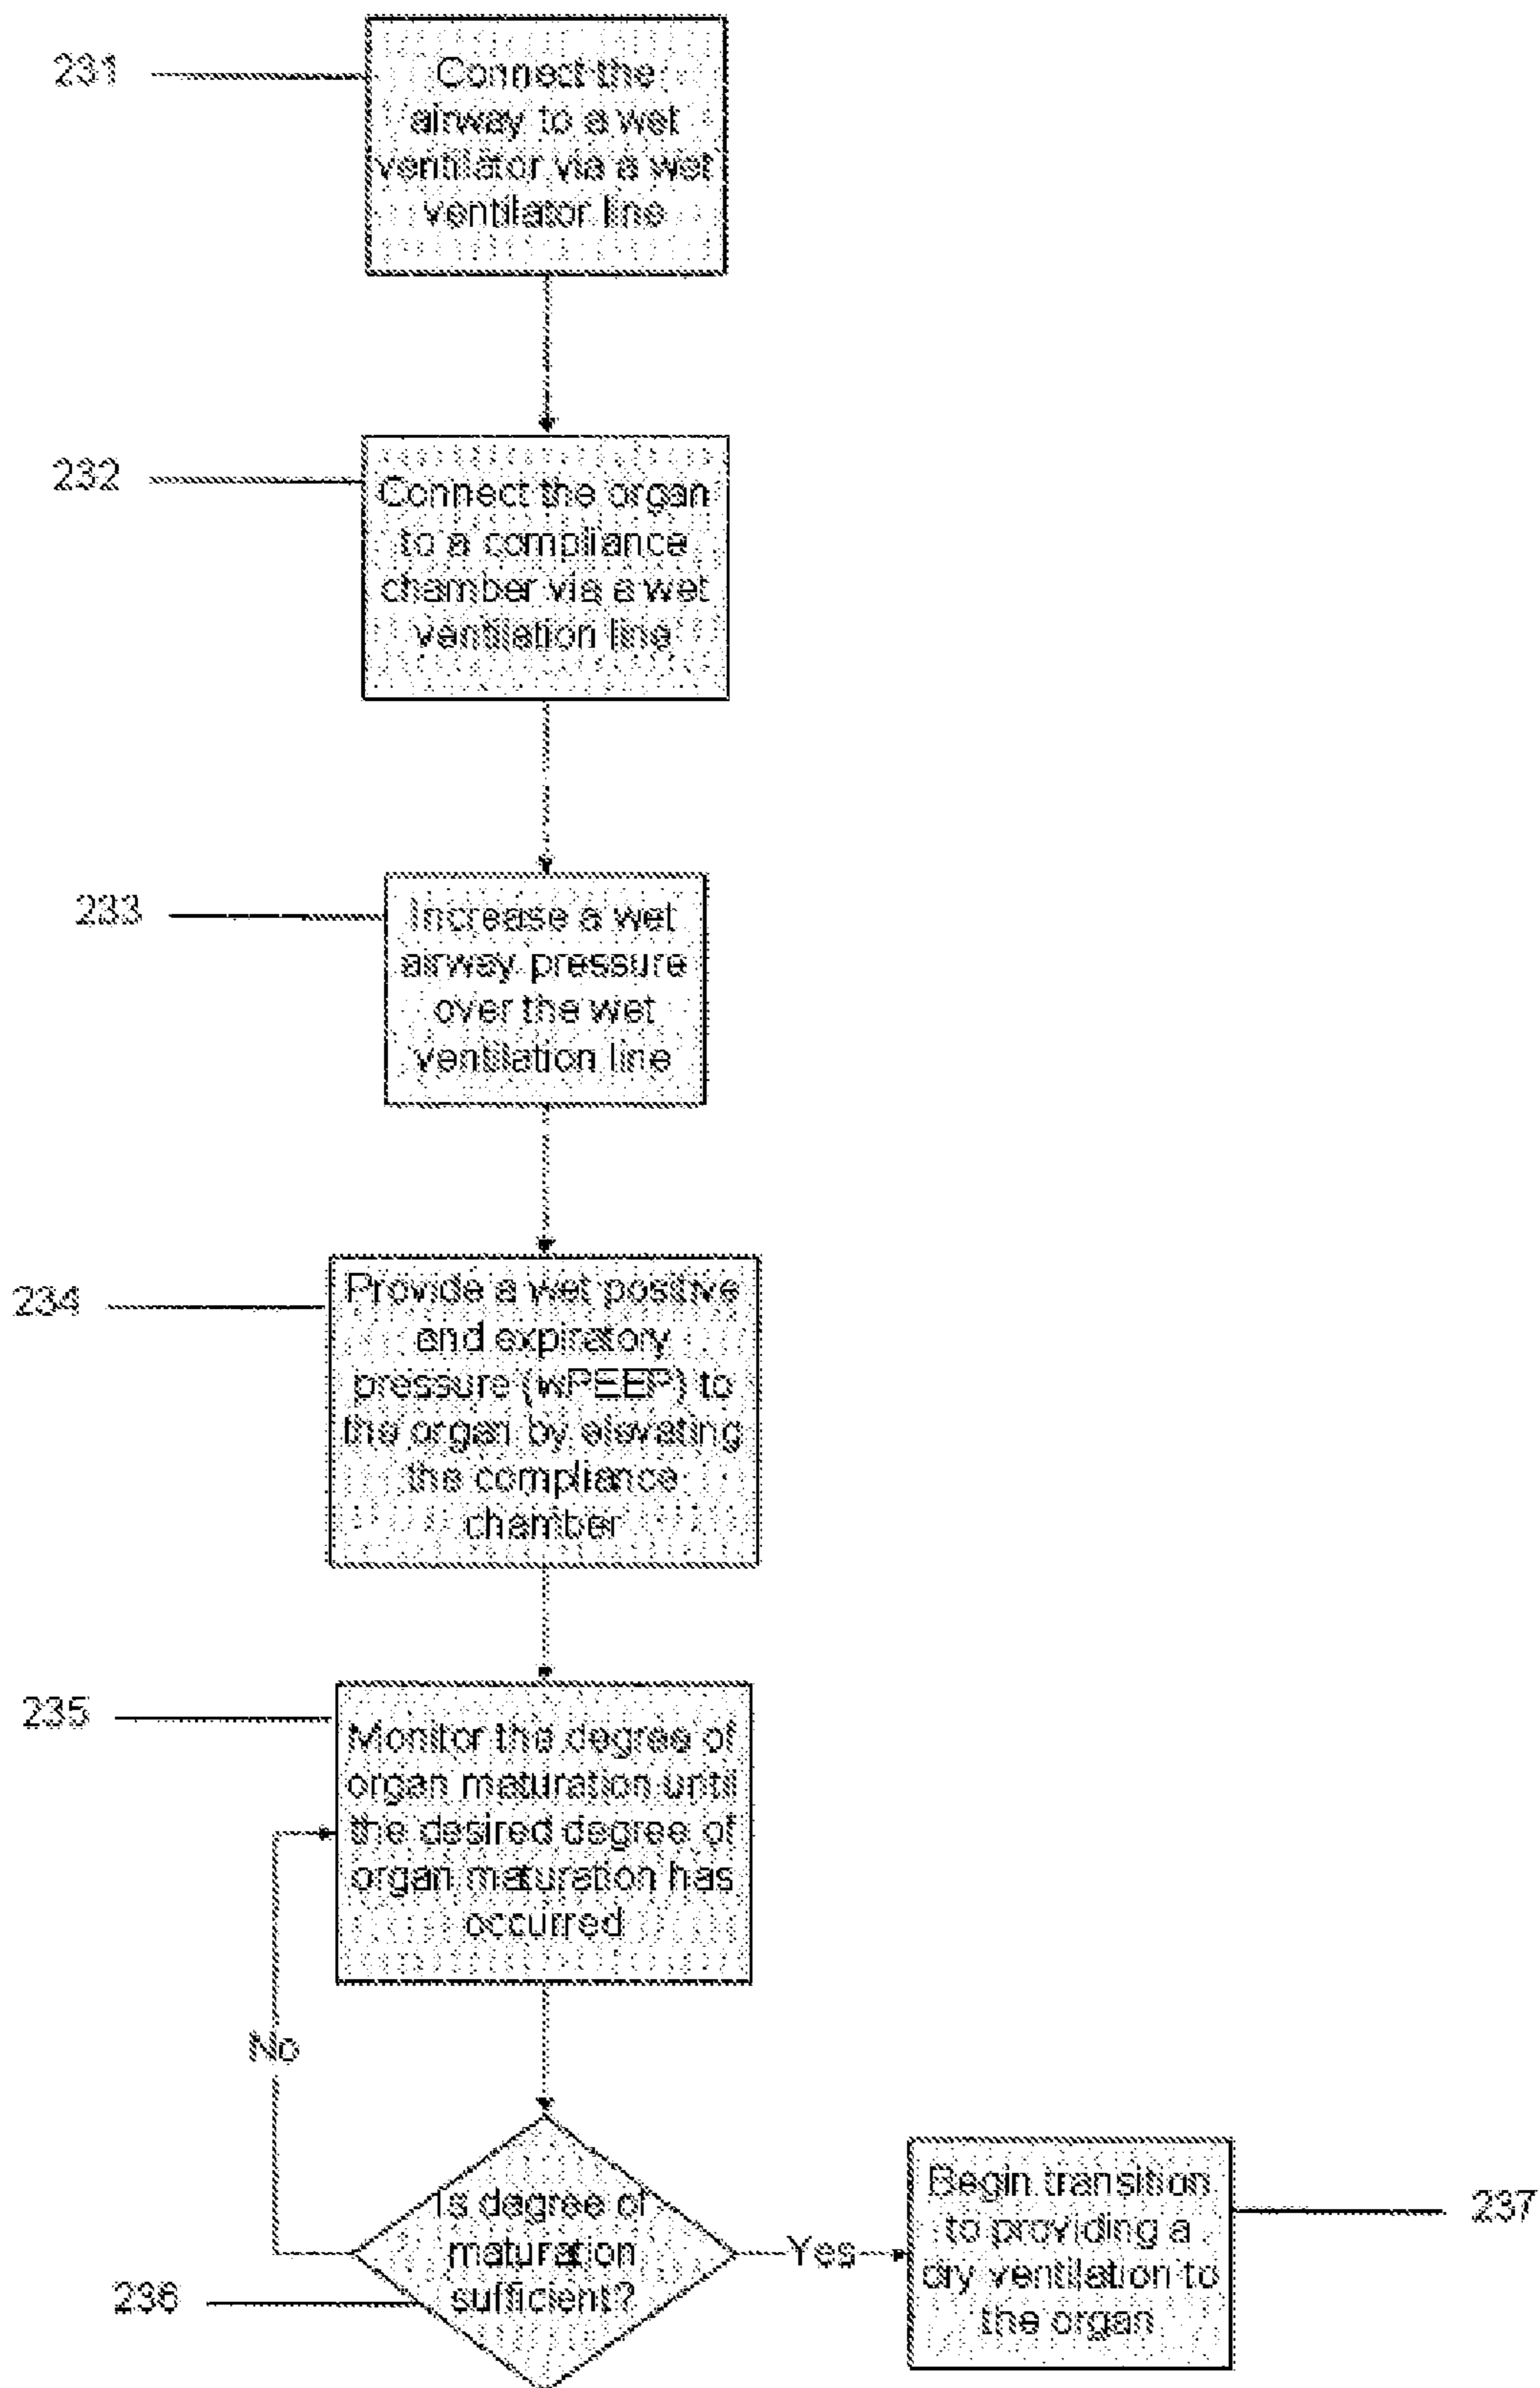 231
Connect the
airway to a wet
ventilator via a wet
ventilator line
232
Connect the organ
to a compliance
chamber via a wet
ventilation line
233
Increase a wet
airway pressure
over the wet
ventilation line
234
Provide a wet positive
end expiratory
pressure (wPEEP) to
the organ by elevating
the compliance
chamber
235
Monitor the degree of
organ maturation until
the desired degree of
organ maturation has
occurred
No
Is degree of
maturation
sufficient?
236
Yes
Begin transition
to providing a
dry ventilation to
the organ
237